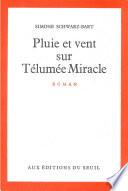 SIMONE SCHWARZ-BART
Pluie et vent
sur
Télumée Miracle
ROMAN
AUX ÉDITIONS DU SEUIL